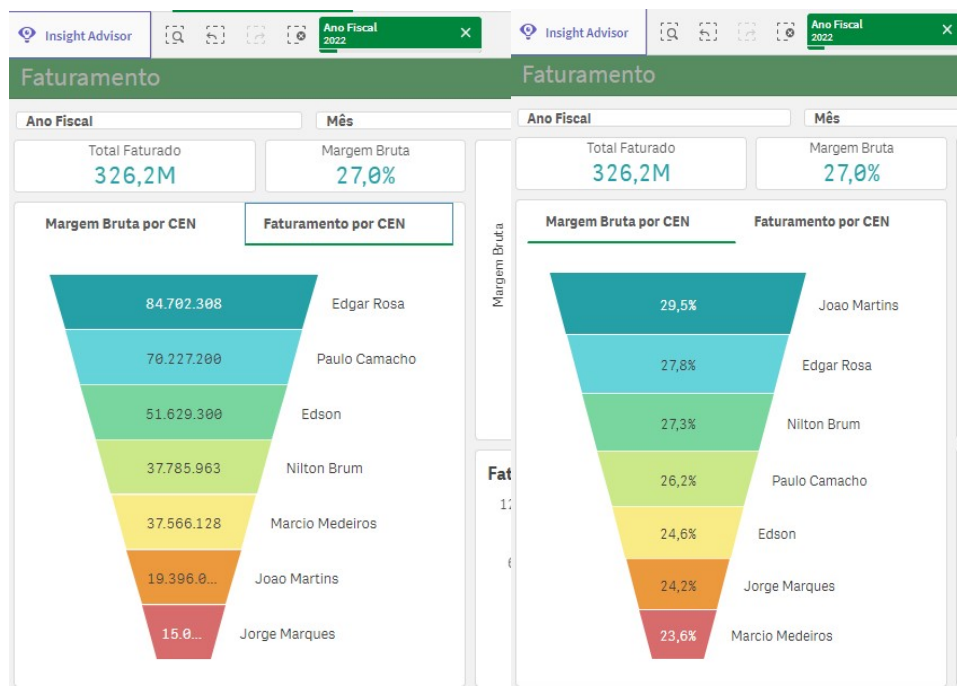 Insight Advisor
Ano Fiscal
2022
Faturamento
Ano Fiscal
Mês
Total Faturado
326,2M
Margem Bruta
27,0%
Margem Bruta por CEN
Faturamento por CEN
84.702.308 Edgar Rosa
70.227.200 Paulo Camacho
51.629.300 Edson
37.785.963 Nilton Brum
37.566.128 Marcio Medeiros
19.396.0... Joao Martins
15.0... Jorge Marques
Margem Bruta
Fat
Insight Advisor
Ano Fiscal
2022
Faturamento
Ano Fiscal
Mês
Total Faturado
326,2M
Margem Bruta
27,0%
Margem Bruta por CEN
Faturamento por CEN
29,5% Joao Martins
27,8% Edgar Rosa
27,3% Nilton Brum
26,2% Paulo Camacho
24,6% Edson
24,2% Jorge Marques
23,6% Marcio Medeiros